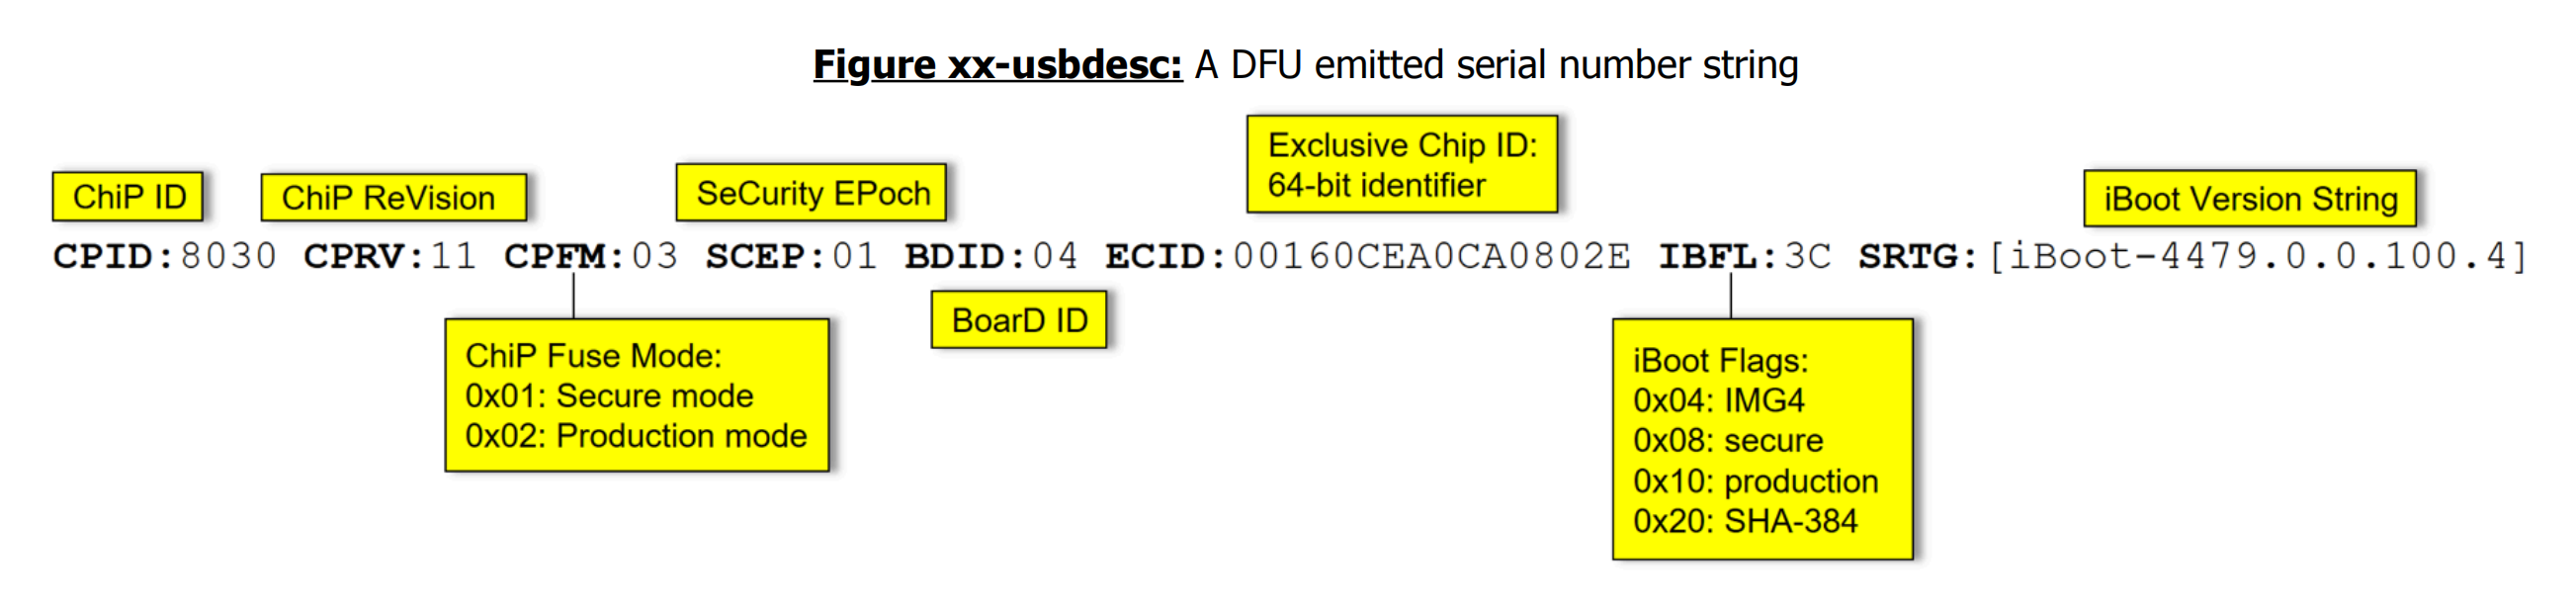 Figure xx-usbdesc: A DFU emitted serial number string
ChiP ID
ChiP ReVision
SeCurity EPoch
Exclusive Chip ID:
64-bit identifier
iBoot Version String
CPID:8030 CPRV:11 CPFM:03 SCEP:01 BDID:04 ECID:00160CEA0CA0802E IBFL:3C SRTG:[iBoot-4479.0.0.100.4]
ChiP Fuse Mode:
0x01: Secure mode
0x02: Production mode
BoarD ID
iBoot Flags:
0x04: IMG4
0x08: secure
0x10: production
0x20: SHA-384